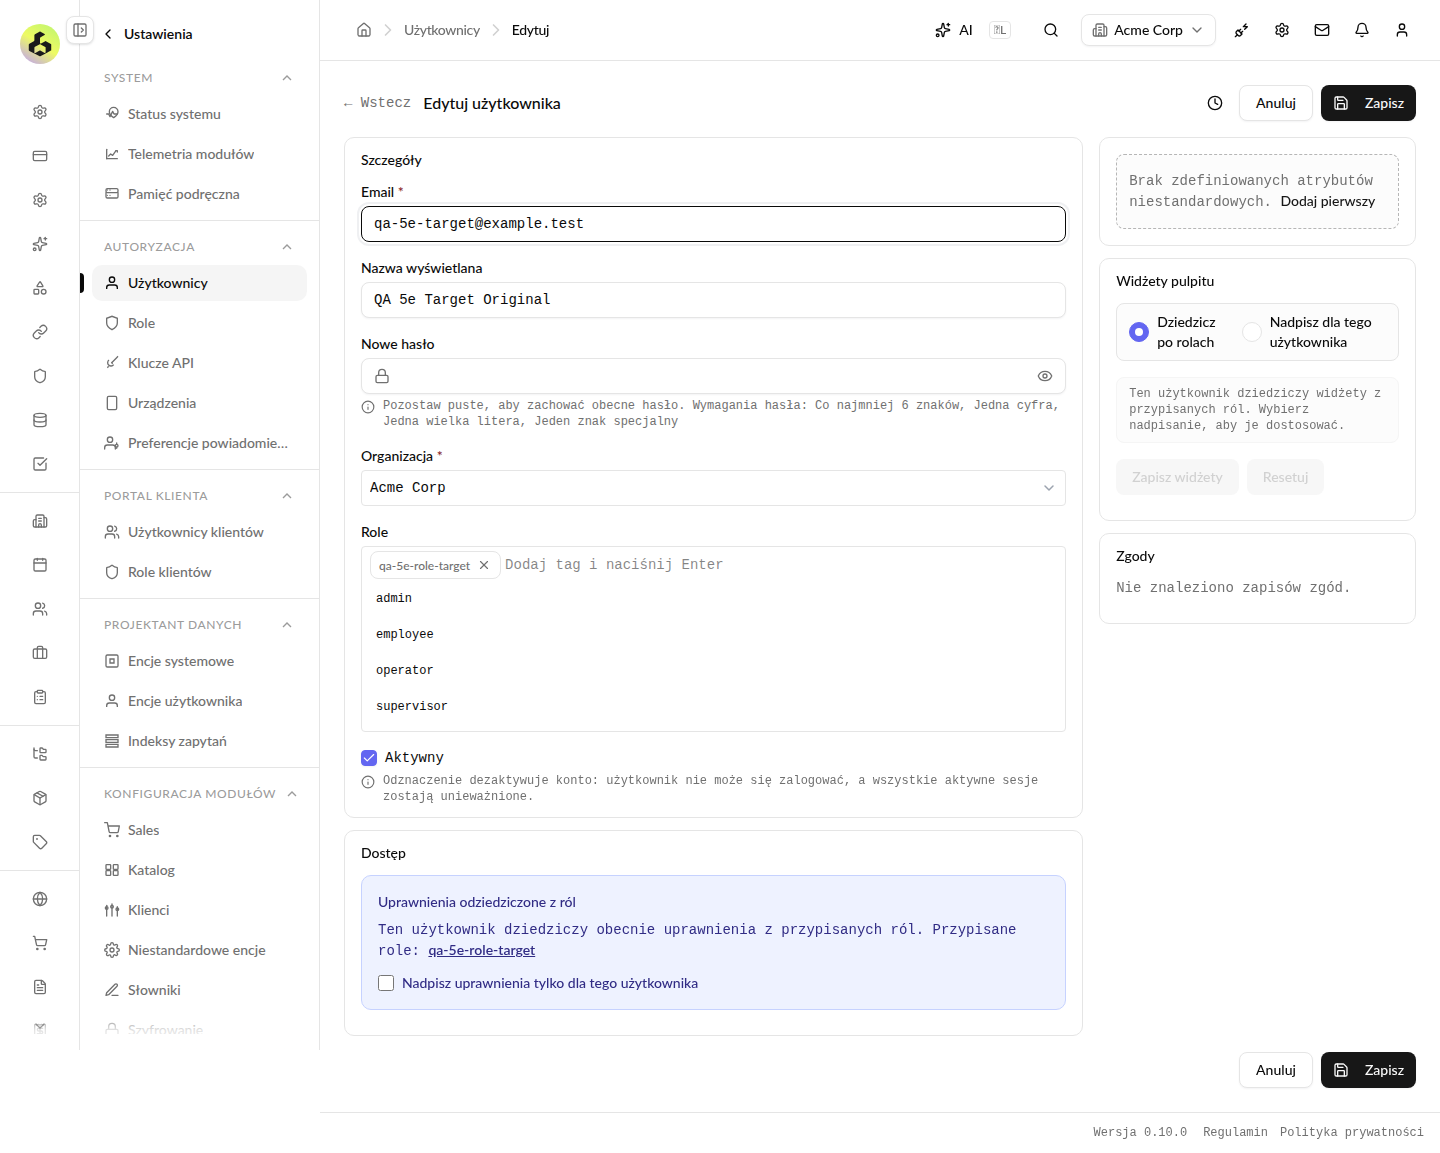 Ustawienia
SYSTEM
Status systemu
Telemetria modułów
Pamięć podręczna
AUTORYZACJA
Użytkownicy
Role
Klucze API
Urządzenia
Preferencje powiadomie...
PORTAL KLIENTA
Użytkownicy klientów
Role klientów
PROJEKTANT DANYCH
Encje systemowe
Encje użytkownika
Indeksy zapytań
KONFIGURACJA MODUŁÓW
Sales
Katalog
Klienci
Niestandardowe encje
Słowniki
Szyfrowanie
Użytkownicy
Edytuj
AI
L
Acme Corp
← Wstecz
Edytuj użytkownika
Anuluj
Zapisz
Szczegóły
Email *
qa-5e-target@example.test
Nazwa wyświetlana
QA 5e Target Original
Nowe hasło
Pozostaw puste, aby zachować obecne hasło. Wymagania hasła: Co najmniej 6 znaków, Jedna cyfra,
Jedna wielka litera, Jeden znak specjalny
Organizacja *
Acme Corp
Role
qa-5e-role-target
Dodaj tag i naciśnij Enter
admin
employee
operator
supervisor
Aktywny
Odznaczenie dezaktywuje konto: użytkownik nie może się zalogować, a wszystkie aktywne sesje
zostają unieważnione.
Dostęp
Uprawnienia odziedziczone z ról
Ten użytkownik dziedziczy obecnie uprawnienia z przypisanych ról. Przypisane
role: qa-5e-role-target
Nadpisz uprawnienia tylko dla tego użytkownika
Brak zdefiniowanych atrybutów
niestandardowych. Dodaj pierwszy
Widżety pulpitu
Dziedzicz
po rolach
Nadpisz dla tego
użytkownika
Ten użytkownik dziedziczy widżety z
przypisanych ról. Wybierz
nadpisanie, aby je dostosować.
Zapisz widżety
Resetuj
Zgody
Nie znaleziono zapisów zgód.
Anuluj
Zapisz
Wersja 0.10.0
Regulamin
Polityka prywatności